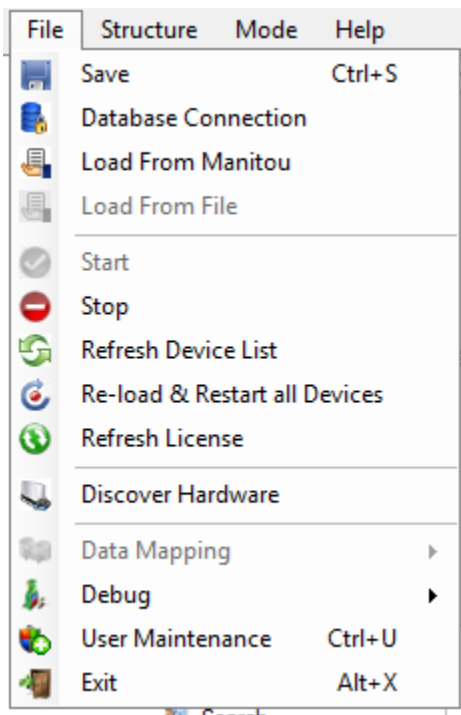 File Structure Mode Help
Save Ctrl+S
Database Connection
Load From Manitou
Load From File
Start
Stop
Refresh Device List
Re-load & Restart all Devices
Refresh License
Discover Hardware
Data Mapping
Debug
User Maintenance Ctrl+U
Exit Alt+X